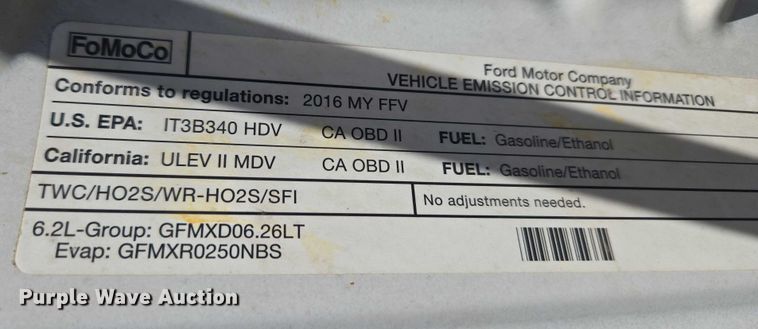 FoMoCo
Ford Motor Company
VEHICLE EMISSION CONTROL INFORMATION
Conforms to regulations: 2016 MY FFV
U.S. EPA: IT3B340 HDV CA OBD II FUEL: Gasoline/Ethanol
California: ULEV II MDV CA OBD II FUEL: Gasoline/Ethanol
TWC/HO2S/WR-HO2S/SFI No adjustments needed.
6.2L-Group: GFMXD06.26LT
Evap: GFMXR0250NBS
Purple Wave Auction